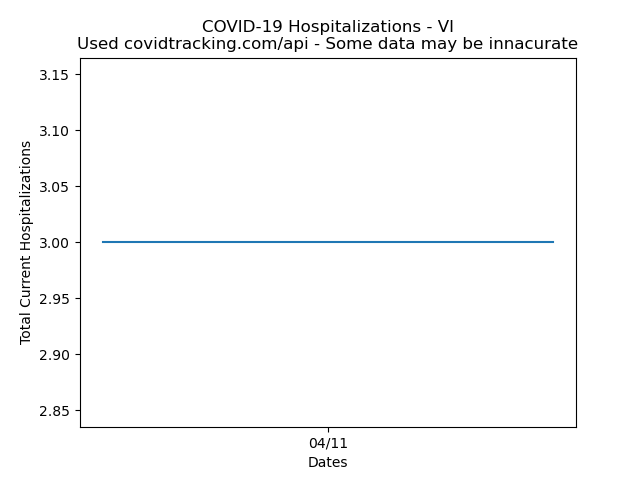 COVID-19 Hospitalizations - VI
Used covidtracking.com/api - Some data may be innacurate
3.15
3.10
3.05
3.00
2.95
2.90
2.85
Total Current Hospitalizations
04/11
Dates